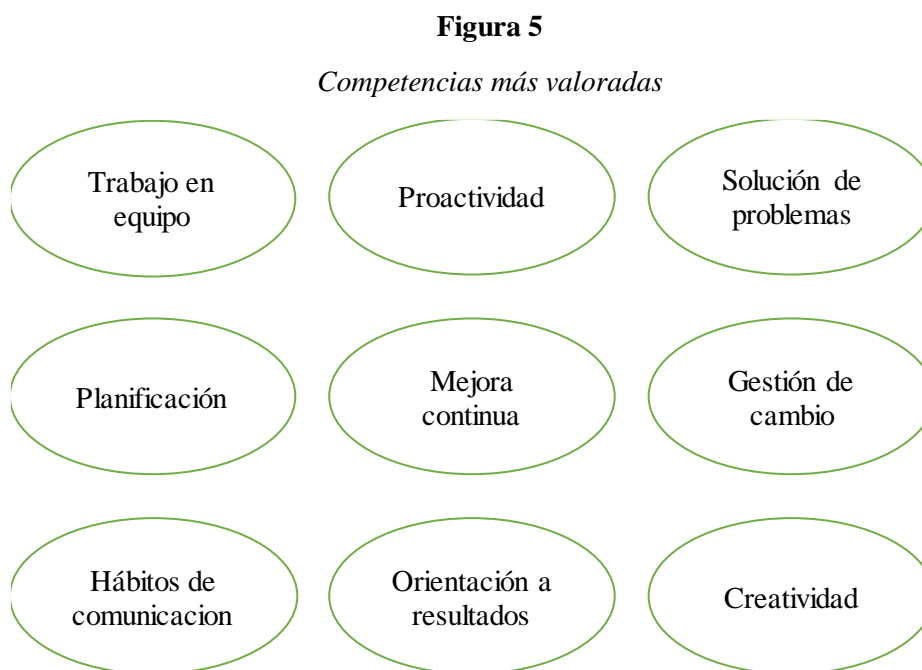 Figura 5
Competencias más valoradas
Trabajo en
equipo
Proactividad
Solución de
problemas
Planificación
Mejora
continua
Gestión de
cambio
Hábitos de
comunicacion
Orientación a
resultados
Creatividad